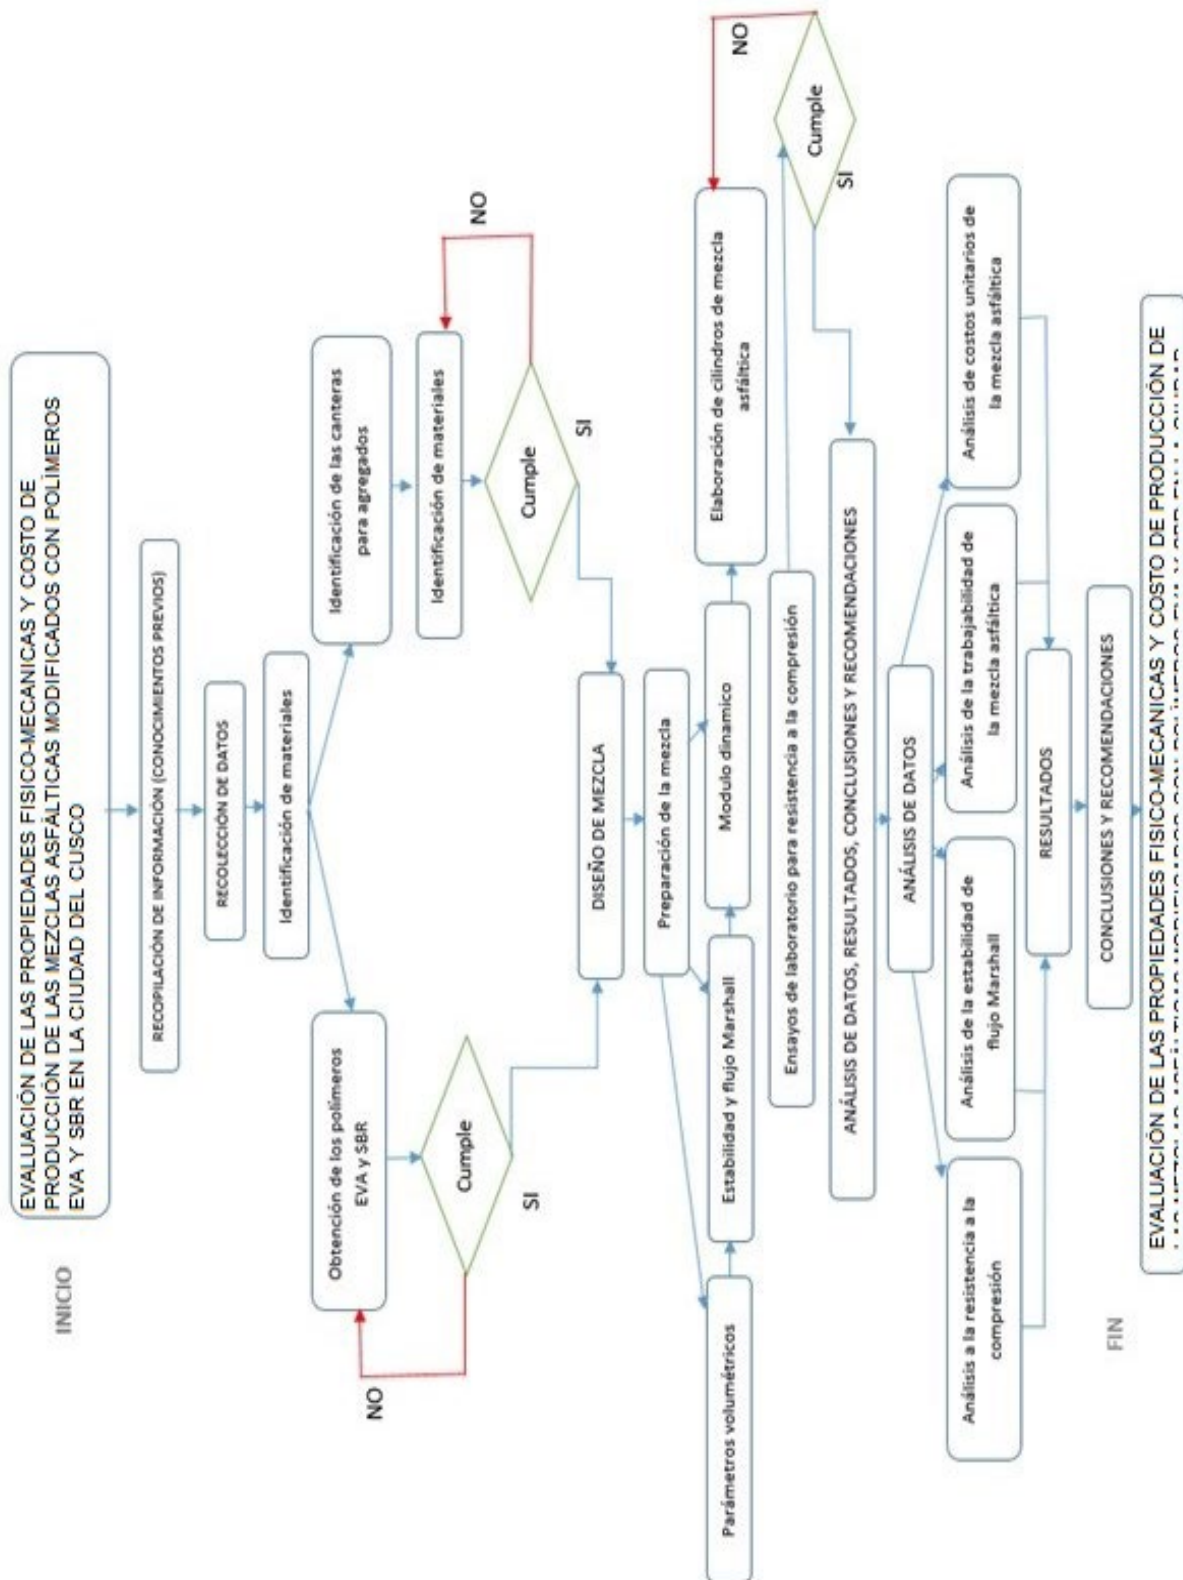 INICIO
EVALUACIÓN DE LAS PROPIEDADES FÍSICO-MECÁNICAS Y COSTO DE
PRODUCCIÓN DE LAS MEZCLAS ASFÁLTICAS MODIFICADOS CON POLÍMEROS
EVA Y SBR EN LA CIUDAD DEL CUSCO
RECOPILACIÓN DE INFORMACIÓN (CONOCIMIENTOS PREVIOS)
RECOLECCIÓN DE DATOS
Identificación de materiales
Obtención de los polímeros
EVA y SBR
Identificación de las canteras
para agregados
Identificación de materiales
NO
Cumple
SI
Cumple
NO
SI
DISEÑO DE MEZCLA
Preparación de la mezcla
Parámetros volumétricos
Estabilidad y flujo Marshall
Modulo dinamico
Elaboración de cilindros de mezcla
asfáltica
NO
Ensayos de laboratorio para resistencia a la compresión
Cumple
SI
ANÁLISIS DE DATOS, RESULTADOS, CONCLUSIONES Y RECOMENDACIONES
ANÁLISIS DE DATOS
Análisis a la resistencia a la
compresión
Análisis de la estabilidad de
flujo Marshall
Análisis de la trabajabilidad de
la mezcla asfáltica
Análisis de costos unitarios de
la mezcla asfáltica
RESULTADOS
CONCLUSIONES Y RECOMENDACIONES
FIN
EVALUACIÓN DE LAS PROPIEDADES FISICO-MECANICAS Y COSTO DE PRODUCCIÓN DE